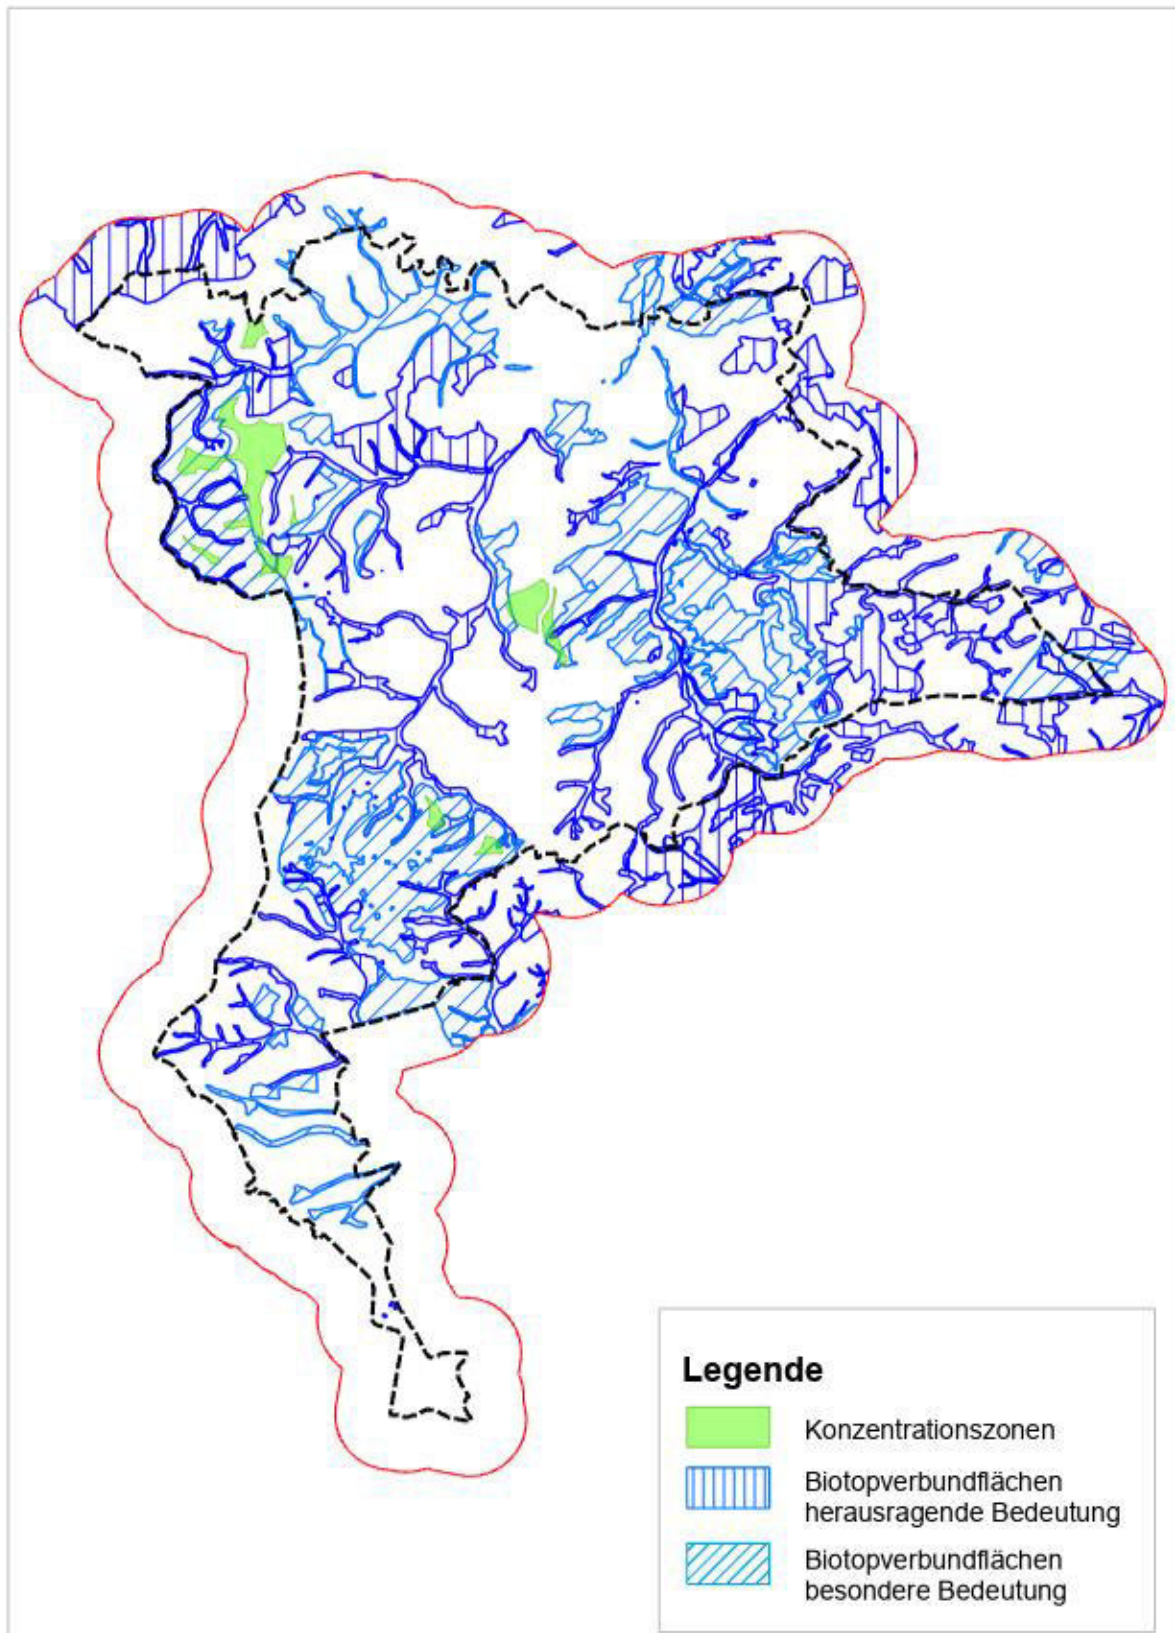 Legende
Konzentrationszonen
Biotopverbundflächen
herausragende Bedeutung
Biotopverbundflächen
besondere Bedeutung